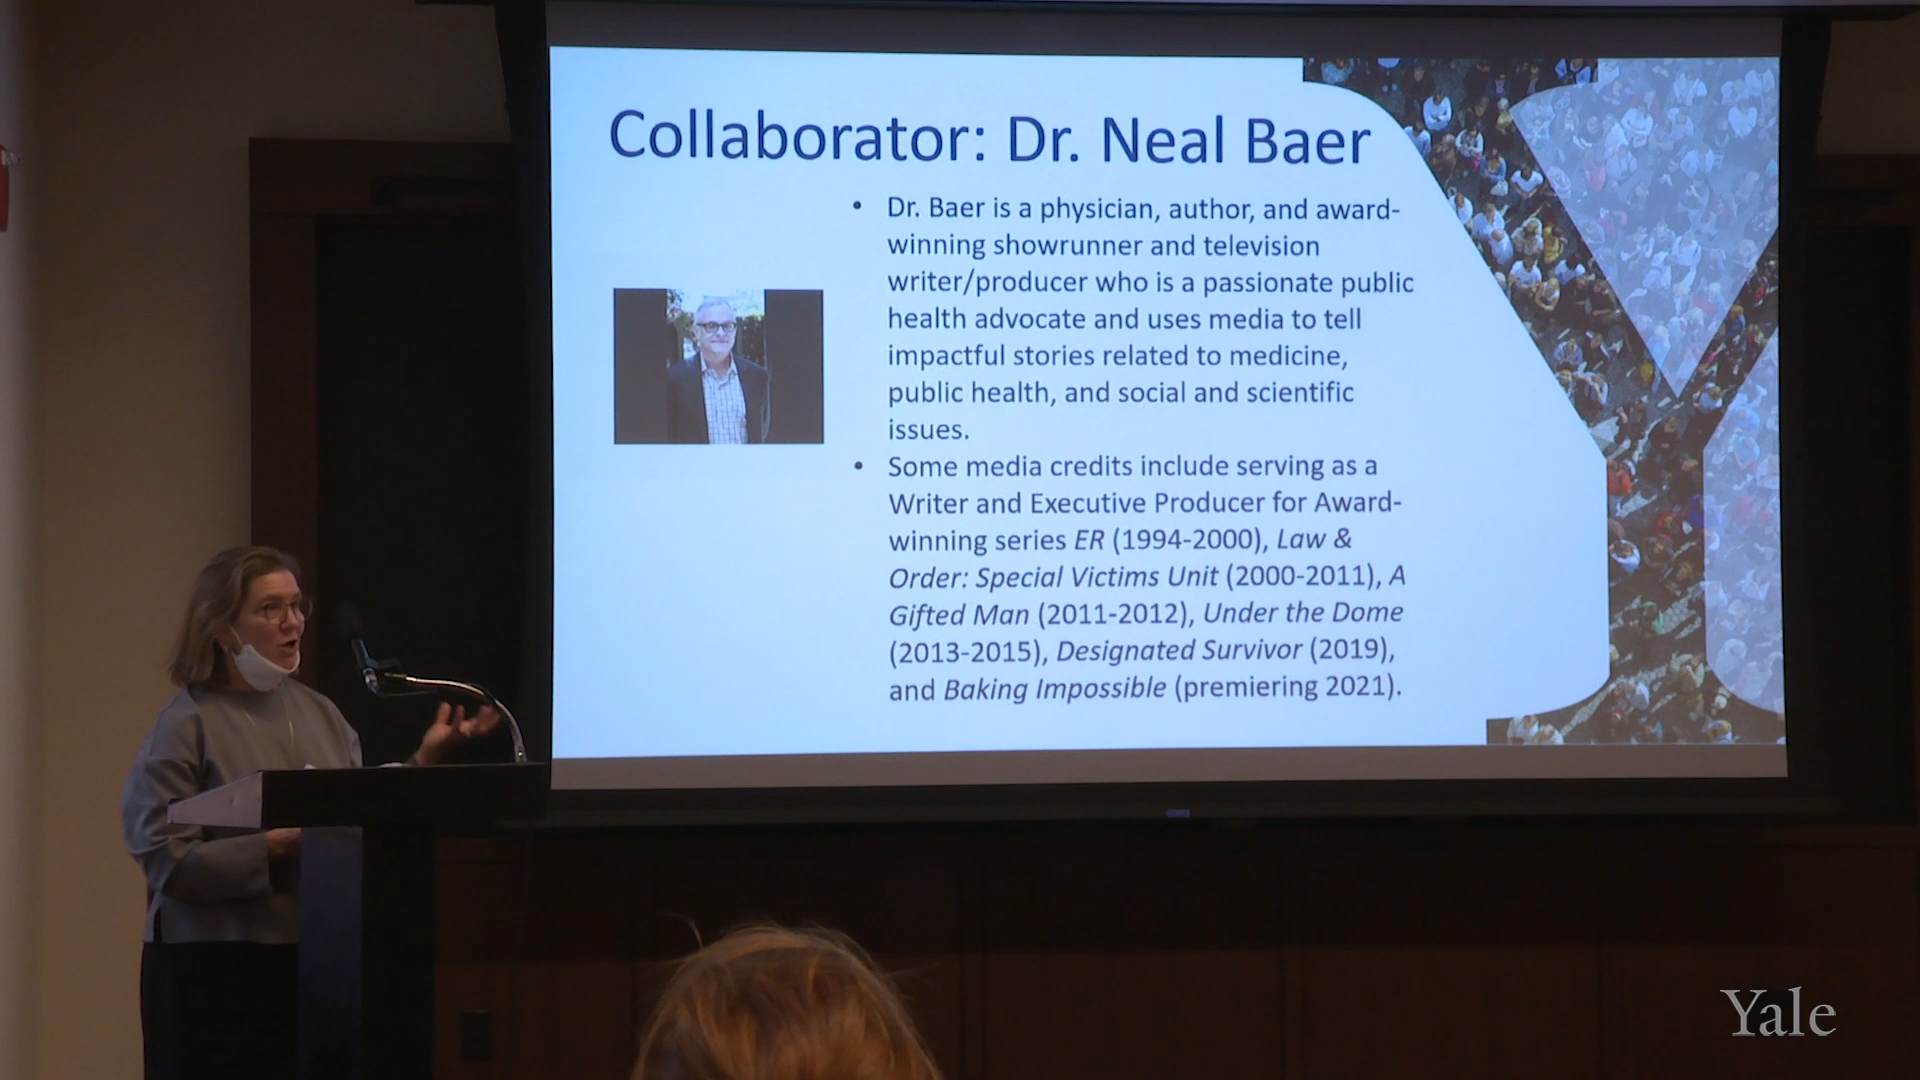 Collaborator: Dr. Neal Baer
• Dr. Baer is a physician, author, and award-
winning showrunner and television
writer/producer who is a passionate public
health advocate and uses media to tell
impactful stories related to medicine,
public health, and social and scientific
issues.
• Some media credits include serving as a
Writer and Executive Producer for Award-
winning series ER (1994-2000), Law &
Order: Special Victims Unit (2000-2011), A
Gifted Man (2011-2012), Under the Dome
(2013-2015), Designated Survivor (2019),
and Baking Impossible (premiering 2021).
Yale